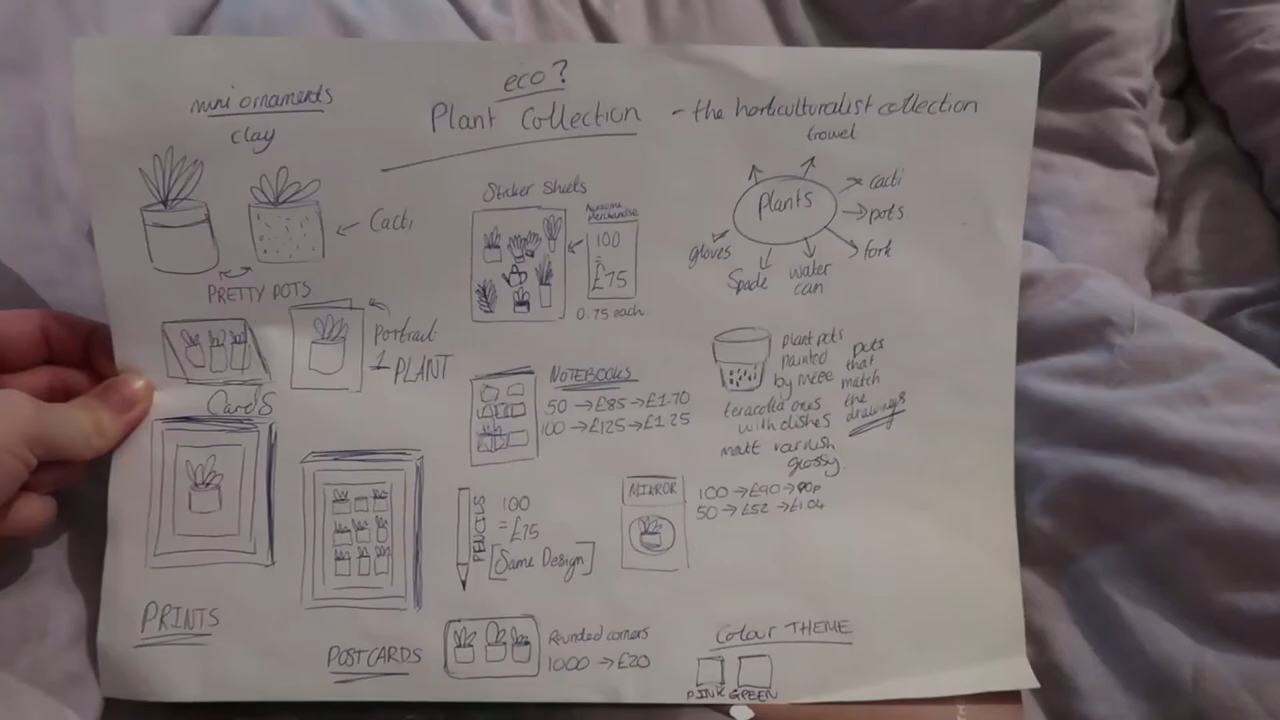 eco?
Plant Collection - the horticulturalist collection
mini ornaments
clay
Cacti
PRETTY POTS
Portrait
1 PLANT
Cards
PRINTS
POSTCARDS
Sticker Sheets
Awesome
Merchandise
100
=
£75
0.75 each
NOTEBOOKS
50 → £85 → £1.70
100 → £125 → £1.25
PENCILS
100
= £75
[Same Design]
MIRROR
100 → £90 → 90p
50 → £52 → £1.04
Rounded corners
1000 → £20
trowel
Plants
cacti
pots
fork
water
can
Spade
gloves
plant pots
painted
by meee
teracotta ones
with dishes
matt varnish
glossy
pots
that
match
the
drawings
Colour THEME
PINK GREEN